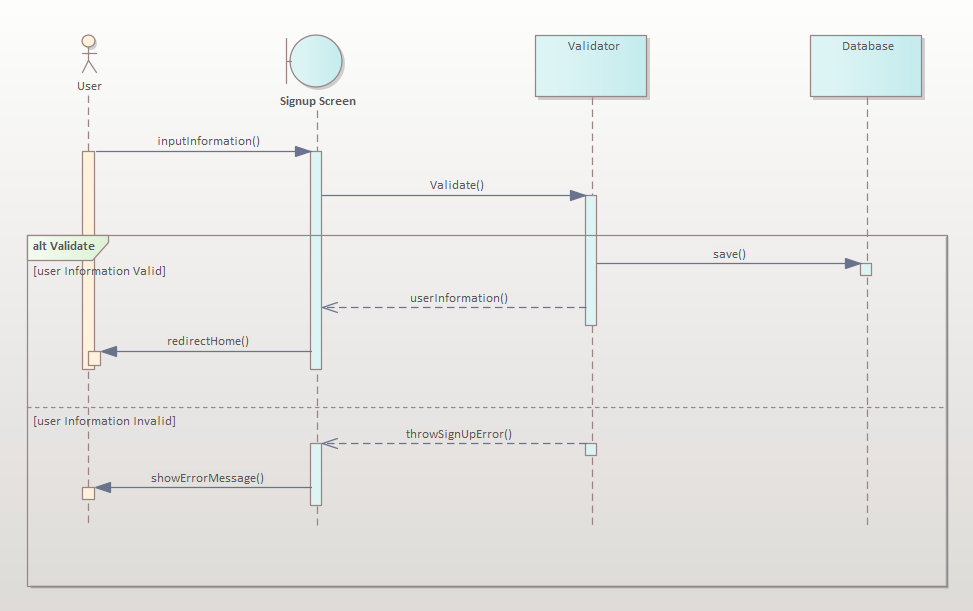 Validator
Database
User
Signup Screen
inputInformation()
Validate()
alt Validate
save()
[user Information Valid]
userInformation()
redirectHome()
[user Information Invalid]
throwSignUpError()
showErrorMessage()